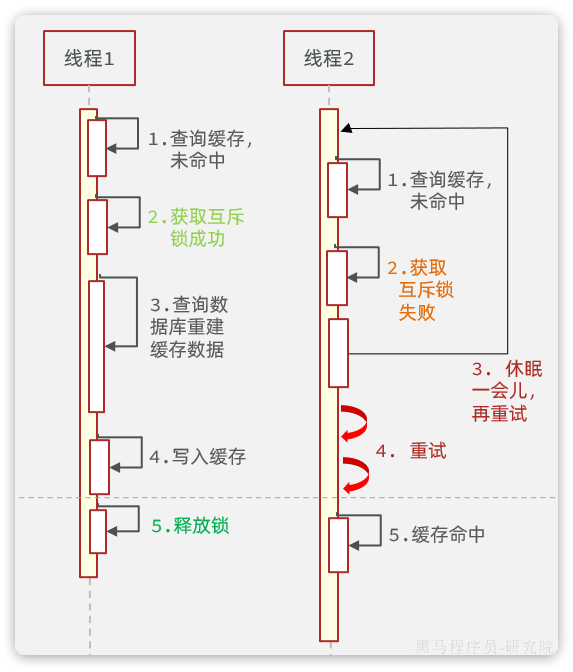 线程1
1.查询缓存，
未命中
2.获取互斥
锁成功
3.查询数
据库重建
缓存数据
4.写入缓存
5.释放锁
线程2
1.查询缓存，
未命中
2.获取
互斥锁
失败
3. 休眠
一会儿，
再重试
4. 重试
5.缓存命中
黑马程序员-研究院